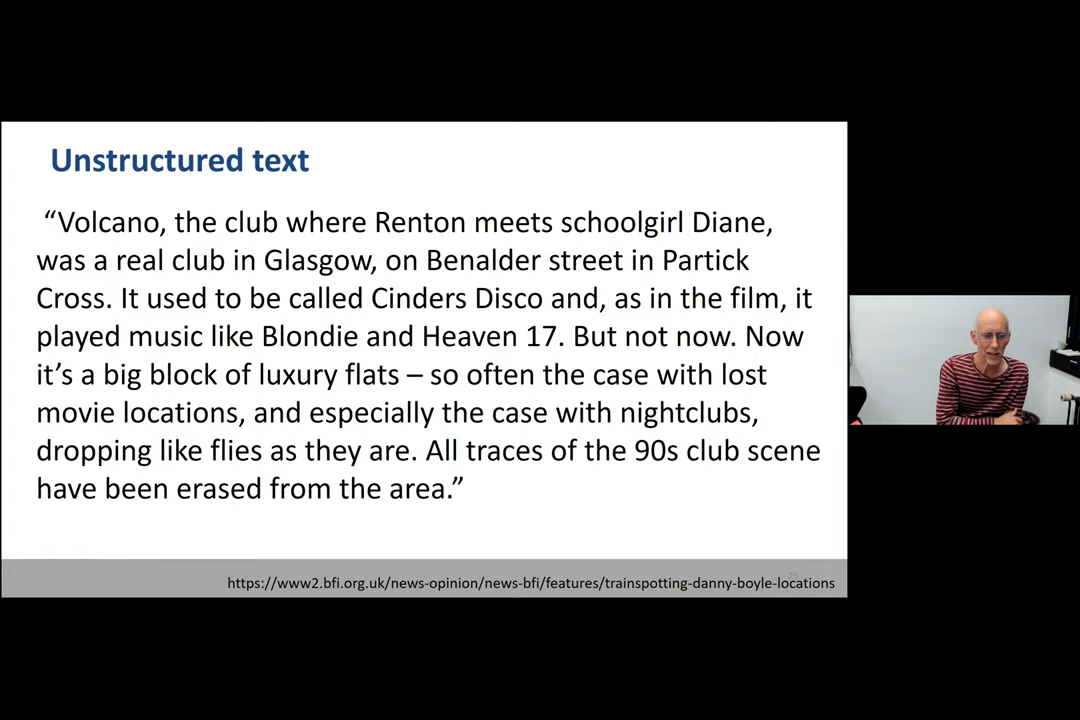 Unstructured text
“Volcano, the club where Renton meets schoolgirl Diane,
was a real club in Glasgow, on Benalder street in Partick
Cross. It used to be called Cinders Disco and, as in the film, it
played music like Blondie and Heaven 17. But not now. Now
it’s a big block of luxury flats – so often the case with lost
movie locations, and especially the case with nightclubs,
dropping like flies as they are. All traces of the 90s club scene
have been erased from the area.”
https://www2.bfi.org.uk/news-opinion/news-bfi/features/trainspotting-danny-boyle-locations